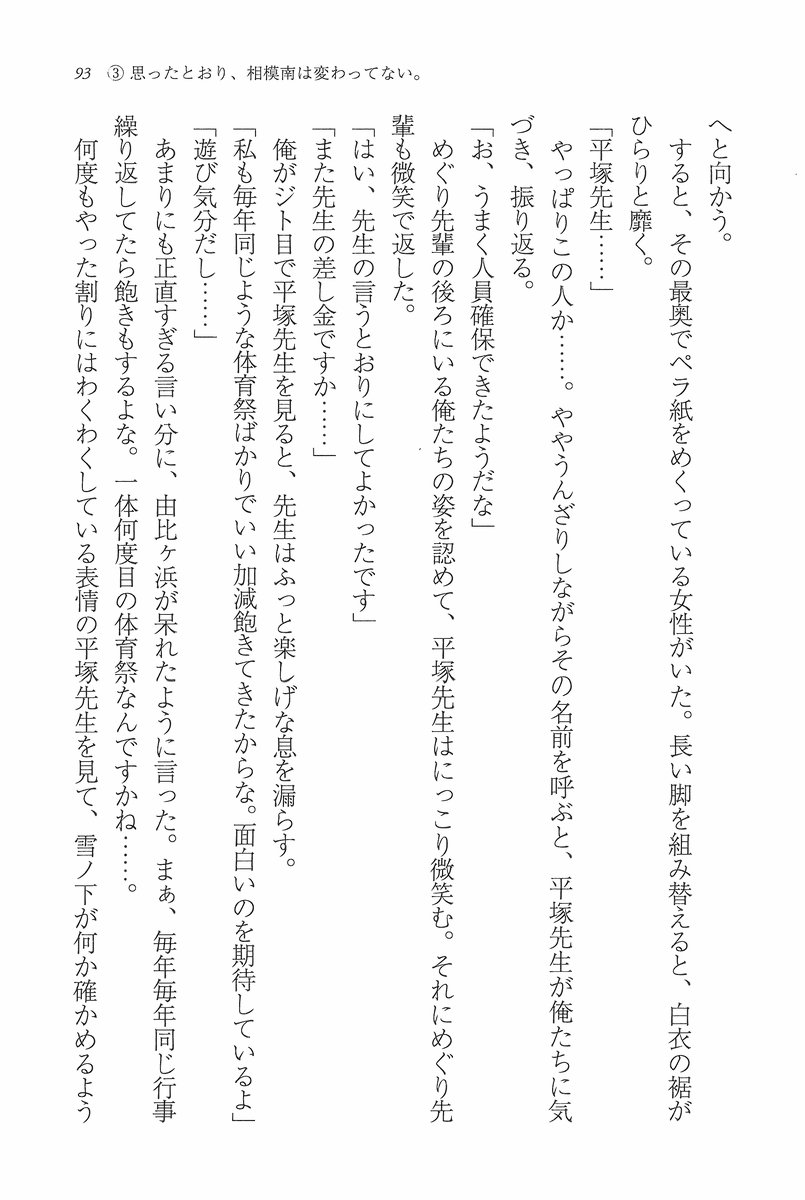 93 ③ 思ったとおり、相模南は変わってない。
へと向かう。
すると、その最奥でペラ紙をめくっている女性がいた。長い脚を組み替えると、白衣の裾が
ひらりと靡く。
「平塚先生……」
やっぱりこの人か……。ややうんざりしながらその名前を呼ぶと、平塚先生が俺たちに気
づき、振り返る。
「お、うまく人員確保できたようだな」
めぐり先輩の後ろにいる俺たちの姿を認めて、平塚先生はにっこり微笑む。それにめぐり先
輩も微笑で返した。
「はい、先生の言うとおりにしてよかったです」
「また先生の差し金ですか……」
俺がジト目で平塚先生を見ると、先生はふっと楽しげな息を漏らす。
「私も毎年同じような体育祭ばかりでいい加減飽きてきたからな。面白いのを期待しているよ」
「遊び気分だし……」
あまりにも正直すぎる言い分に、由比ヶ浜が呆れたように言った。まぁ、毎年毎年同じ行事
繰り返してたら飽きもするよな。一体何度目の体育祭なんですかね……。
何度もやった割りにはわくわくしている表情の平塚先生を見て、雪ノ下が何か確かめるよう